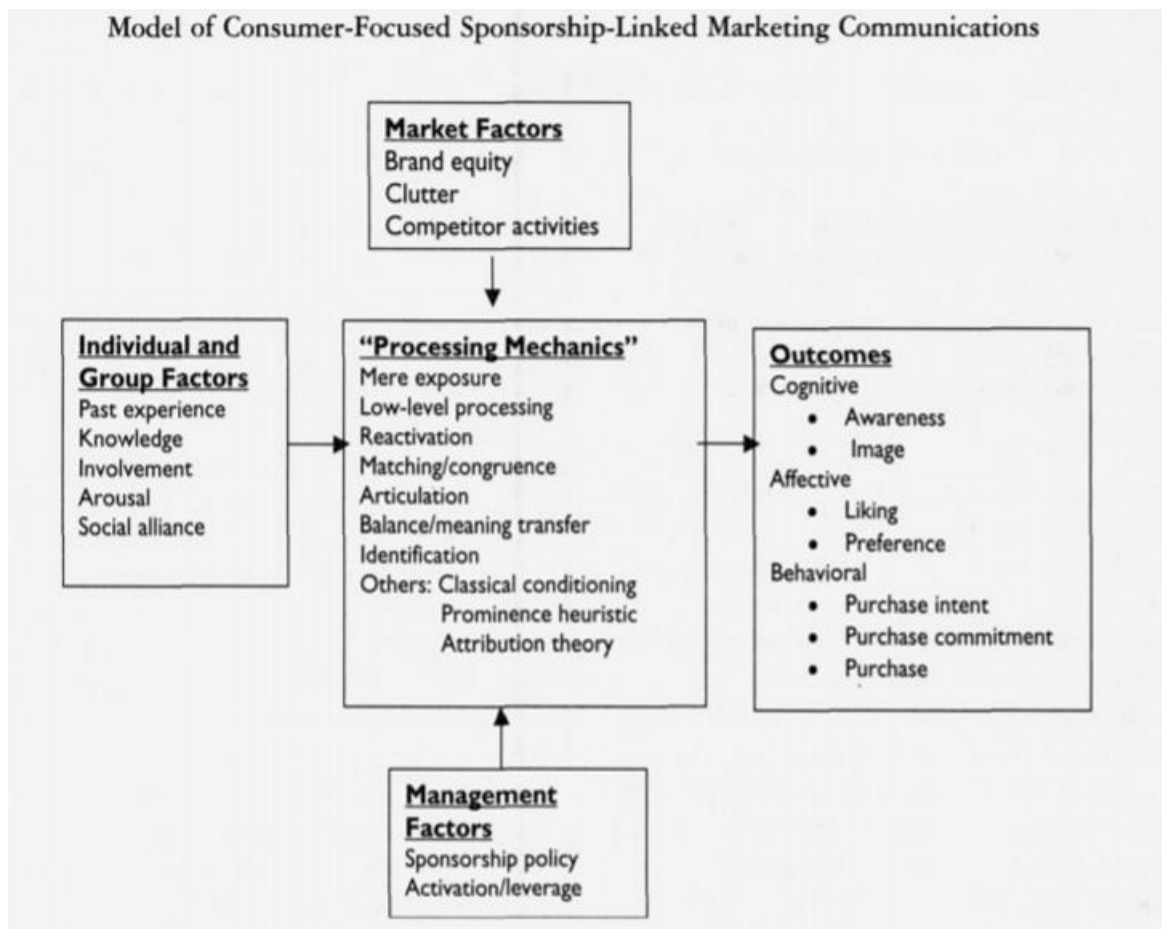 Model of Consumer-Focused Sponsorship-Linked Marketing Communications
Market Factors
Brand equity
Clutter
Competitor activities
Individual and
Group Factors
Past experience
Knowledge
Involvement
Arousal
Social alliance
“Processing Mechanics”
Mere exposure
Low-level processing
Reactivation
Matching/congruence
Articulation
Balance/meaning transfer
Identification
Others: Classical conditioning
Prominence heuristic
Attribution theory
Outcomes
Cognitive
• Awareness
• Image
Affective
• Liking
• Preference
Behavioral
• Purchase intent
• Purchase commitment
• Purchase
Management
Factors
Sponsorship policy
Activation/leverage